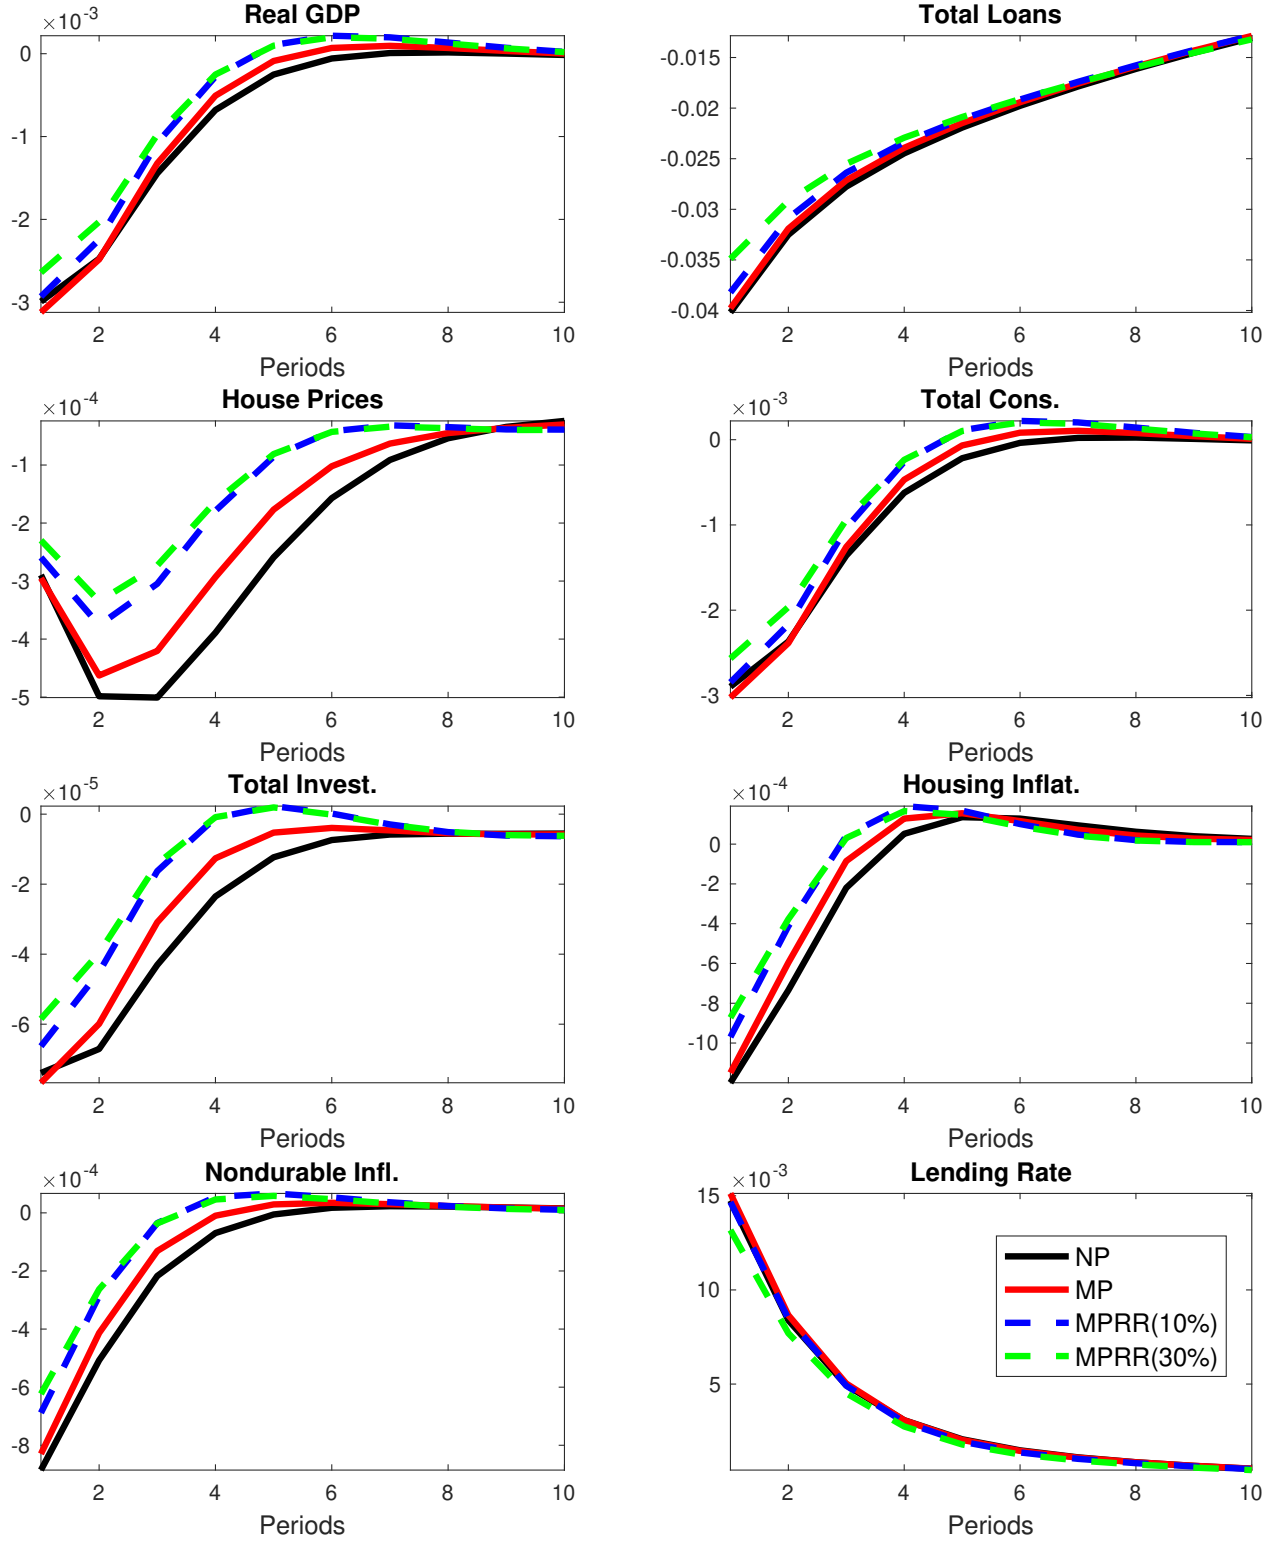 Real GDP
×10-3
0
-1
-2
-3
2 4 6 8 10
Periods
Total Loans
-0.015
-0.02
-0.025
-0.03
-0.035
-0.04
2 4 6 8 10
Periods
House Prices
×10-4
-1
-2
-3
-4
-5
2 4 6 8 10
Periods
Total Cons.
×10-3
0
-1
-2
-3
2 4 6 8 10
Periods
Total Invest.
×10-5
0
-2
-4
-6
2 4 6 8 10
Periods
Housing Inflat.
×10-4
0
-2
-4
-6
-8
-10
2 4 6 8 10
Periods
Nondurable Infl.
×10-4
0
-2
-4
-6
-8
2 4 6 8 10
Periods
Lending Rate
×10-3
15
10
5
NP
MP
MPRR(10%)
MPRR(30%)
2 4 6 8 10
Periods